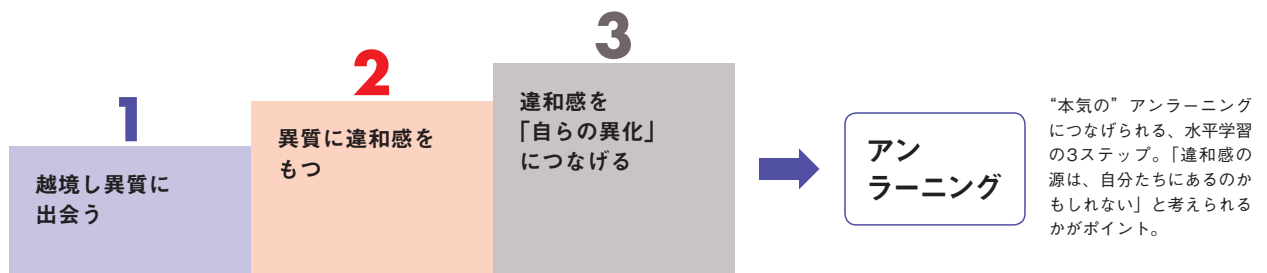 1
越境し異質に
出会う
2
異質に違和感を
もつ
3
違和感を
「自らの異化」
につなげる
アン
ラーニング
“本気の”アンラーニング
につなげられる、水平学習
の3ステップ。「違和感の
源は、自分たちにあるのか
もしれない」と考えられる
かがポイント。